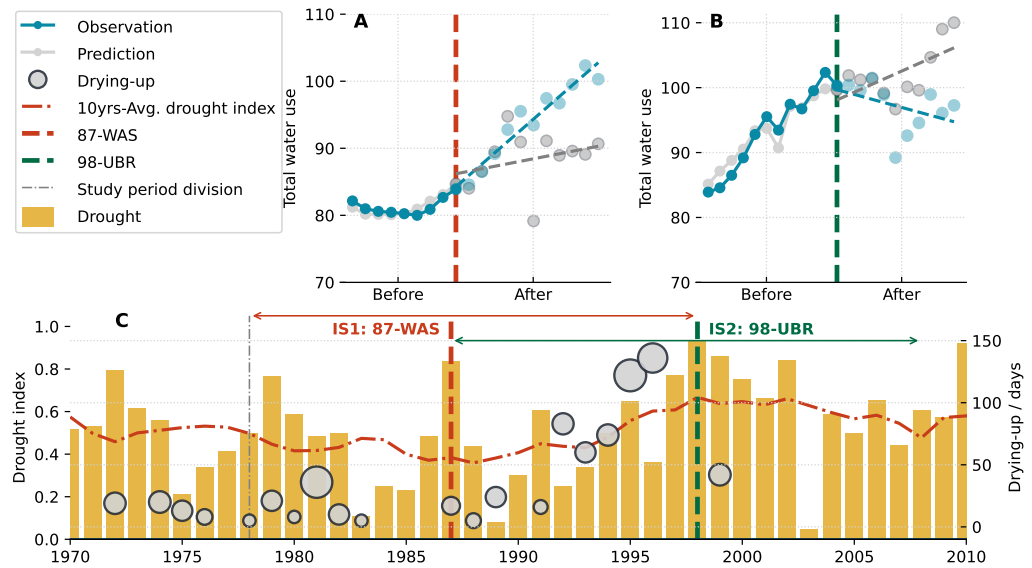 Observation
Prediction
Drying-up
10yrs-Avg. drought index
87-WAS
98-UBR
Study period division
Drought
A
Total water use
110
100
90
80
70
Before
After
B
Total water use
110
100
90
80
70
Before
After
C
IS1: 87-WAS
IS2: 98-UBR
Drought index
1.0
0.8
0.6
0.4
0.2
0.0
150
100
50
0
Drying-up / days
1970
1975
1980
1985
1990
1995
2000
2005
2010